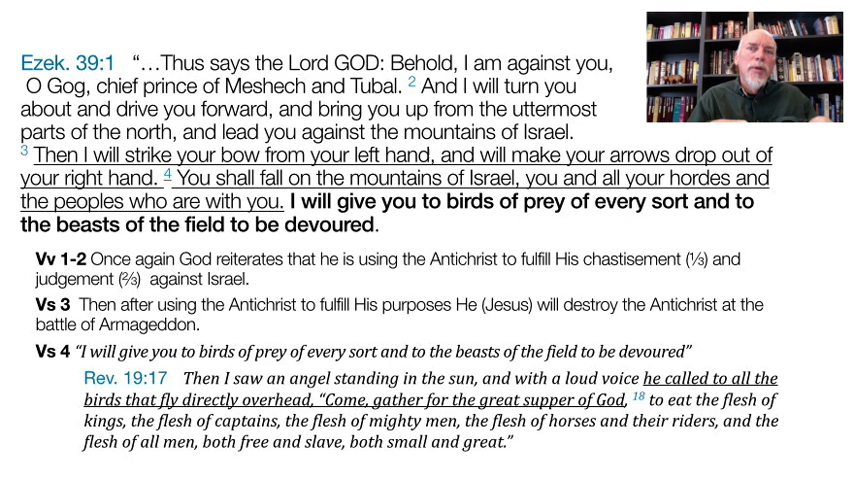 Ezek. 39:1 “…Thus says the Lord GOD: Behold, I am against you,
O Gog, chief prince of Meshech and Tubal. 2 And I will turn you
about and drive you forward, and bring you up from the uttermost
parts of the north, and lead you against the mountains of Israel.
3 Then I will strike your bow from your left hand, and will make your arrows drop out of
your right hand. 4 You shall fall on the mountains of Israel, you and all your hordes and
the peoples who are with you. I will give you to birds of prey of every sort and to
the beasts of the field to be devoured.
Vv 1-2 Once again God reiterates that he is using the Antichrist to fulfill His chastisement (⅓) and
judgement (⅔) against Israel.
Vs 3 Then after using the Antichrist to fulfill His purposes He (Jesus) will destroy the Antichrist at the
battle of Armageddon.
Vs 4 “I will give you to birds of prey of every sort and to the beasts of the field to be devoured”
Rev. 19:17 Then I saw an angel standing in the sun, and with a loud voice he called to all the
birds that fly directly overhead, “Come, gather for the great supper of God, 18 to eat the flesh of
kings, the flesh of captains, the flesh of mighty men, the flesh of horses and their riders, and the
flesh of all men, both free and slave, both small and great.”